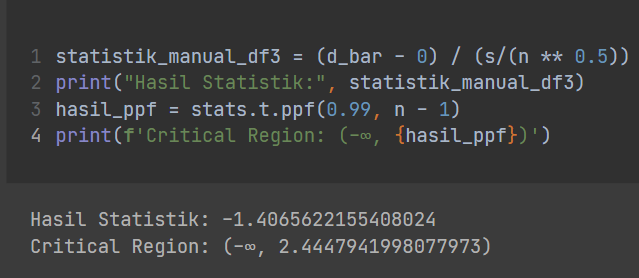 1 statistik_manual_df3 = (d_bar - 0) / (s/(n ** 0.5))
2 print("Hasil Statistik:", statistik_manual_df3)
3 hasil_ppf = stats.t.ppf(0.99, n - 1)
4 print(f'Critical Region: (-∞, {hasil_ppf})')
Hasil Statistik: -1.4065622155408024
Critical Region: (-∞, 2.4447941998077973)